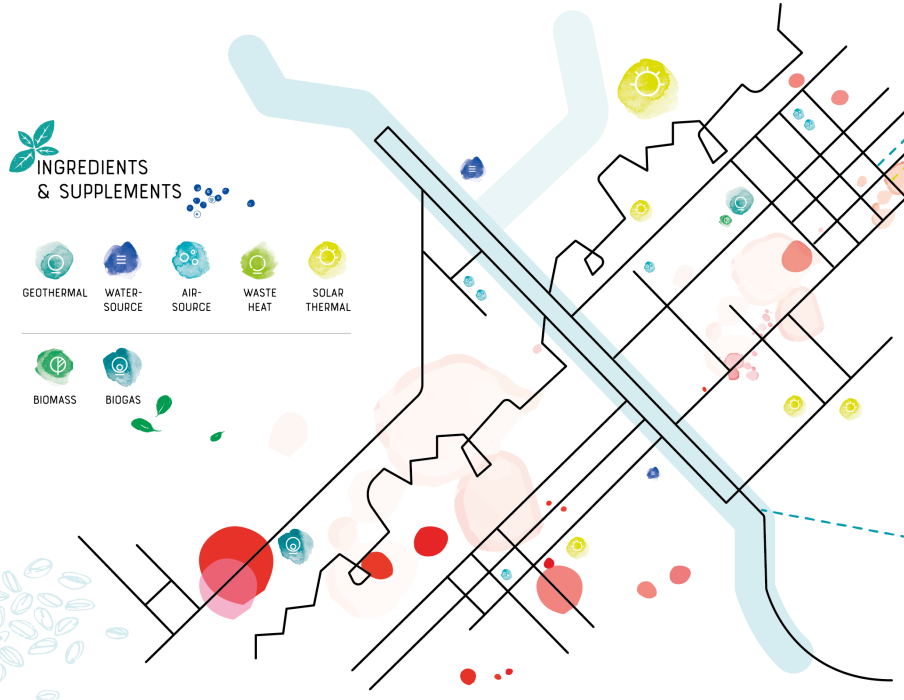 INGREDIENTS
& SUPPLEMENTS
GEOTHERMAL
WATER-
SOURCE
AIR-
SOURCE
WASTE
HEAT
SOLAR
THERMAL
BIOMASS
BIOGAS